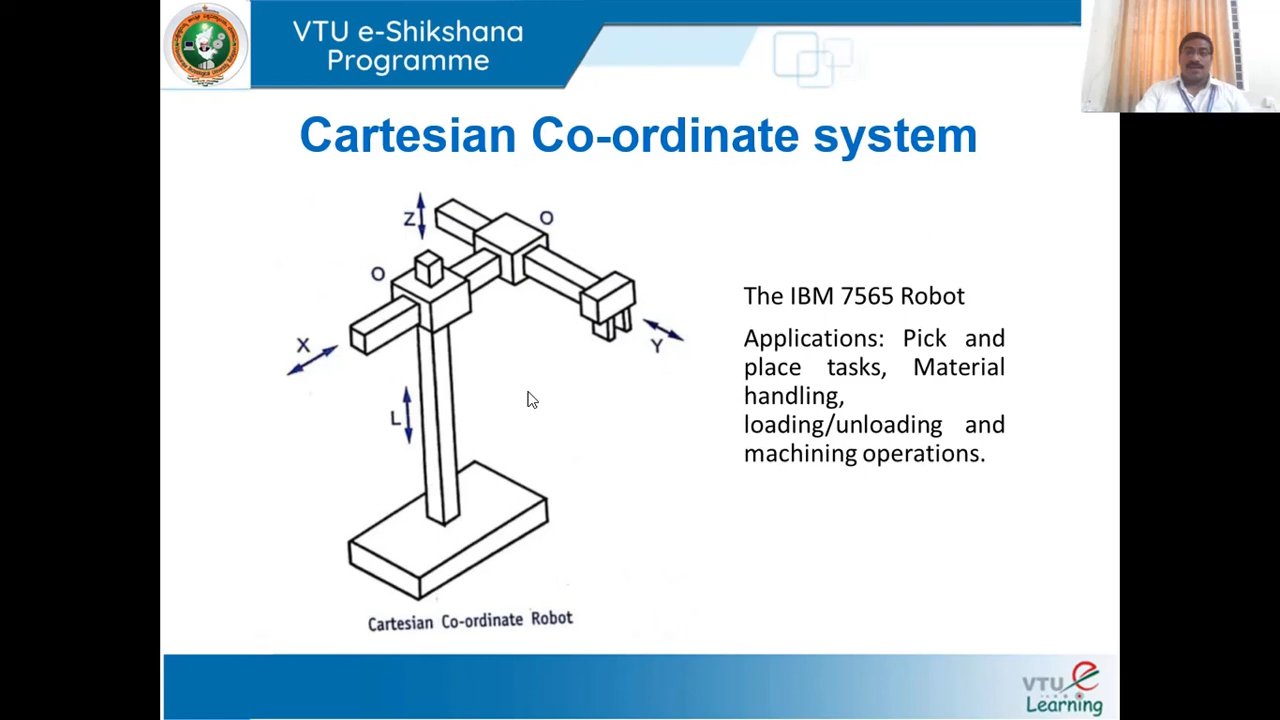 VTU e-Shikshana
Programme
Cartesian Co-ordinate system
Z
O
O
X
Y
L
The IBM 7565 Robot
Applications: Pick and
place tasks, Material
handling,
loading/unloading and
machining operations.
Cartesian Co-ordinate Robot
VTU e
Learning